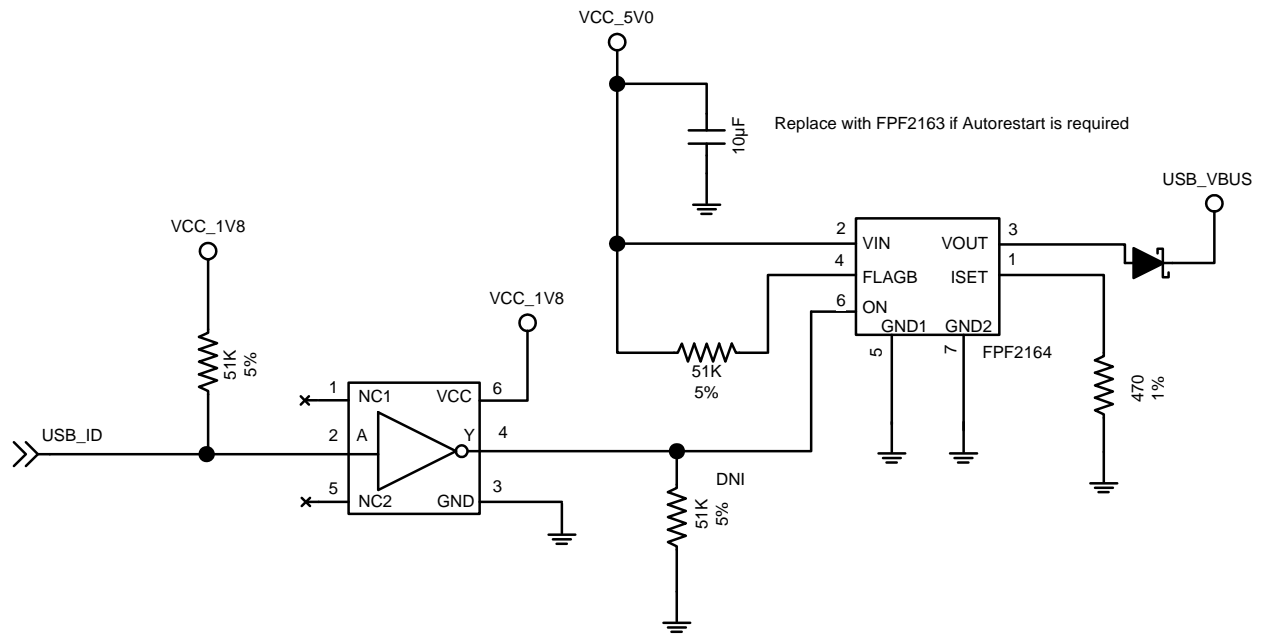 VCC_5V0
10µF
Replace with FPF2163 if Autorestart is required
USB_VBUS
VCC_1V8
2
VIN
VOUT
3
4
FLAGB
ISET
1
6
ON
GND1
GND2
5
7
FPF2164
VCC_1V8
51K
5%
51K
5%
470
1%
1
NC1
VCC
6
USB_ID
2
A
Y
4
5
NC2
GND
3
DNI
51K
5%